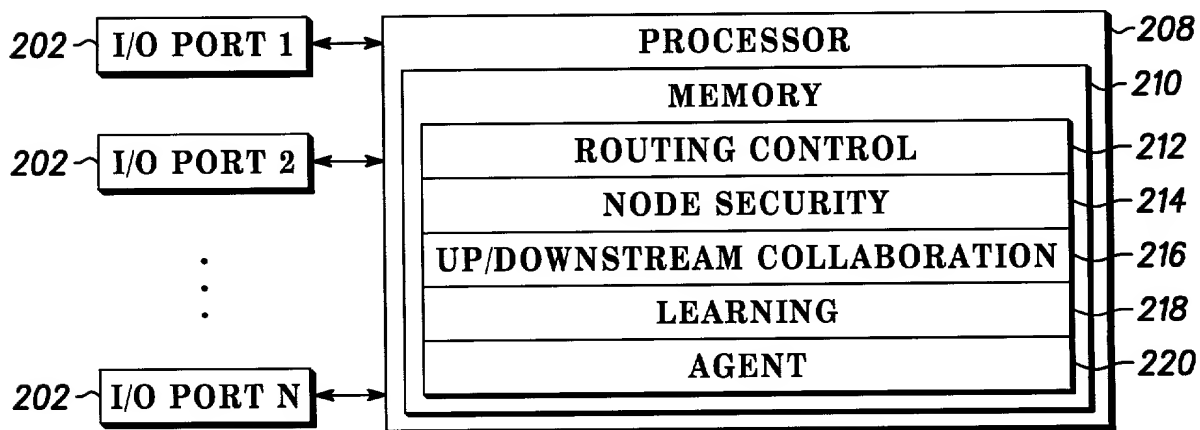 202 I/O PORT 1 PROCESSOR 208
MEMORY 210
202 I/O PORT 2 ROUTING CONTROL 212
NODE SECURITY 214
UP/DOWNSTREAM COLLABORATION 216
LEARNING 218
202 I/O PORT N AGENT 220